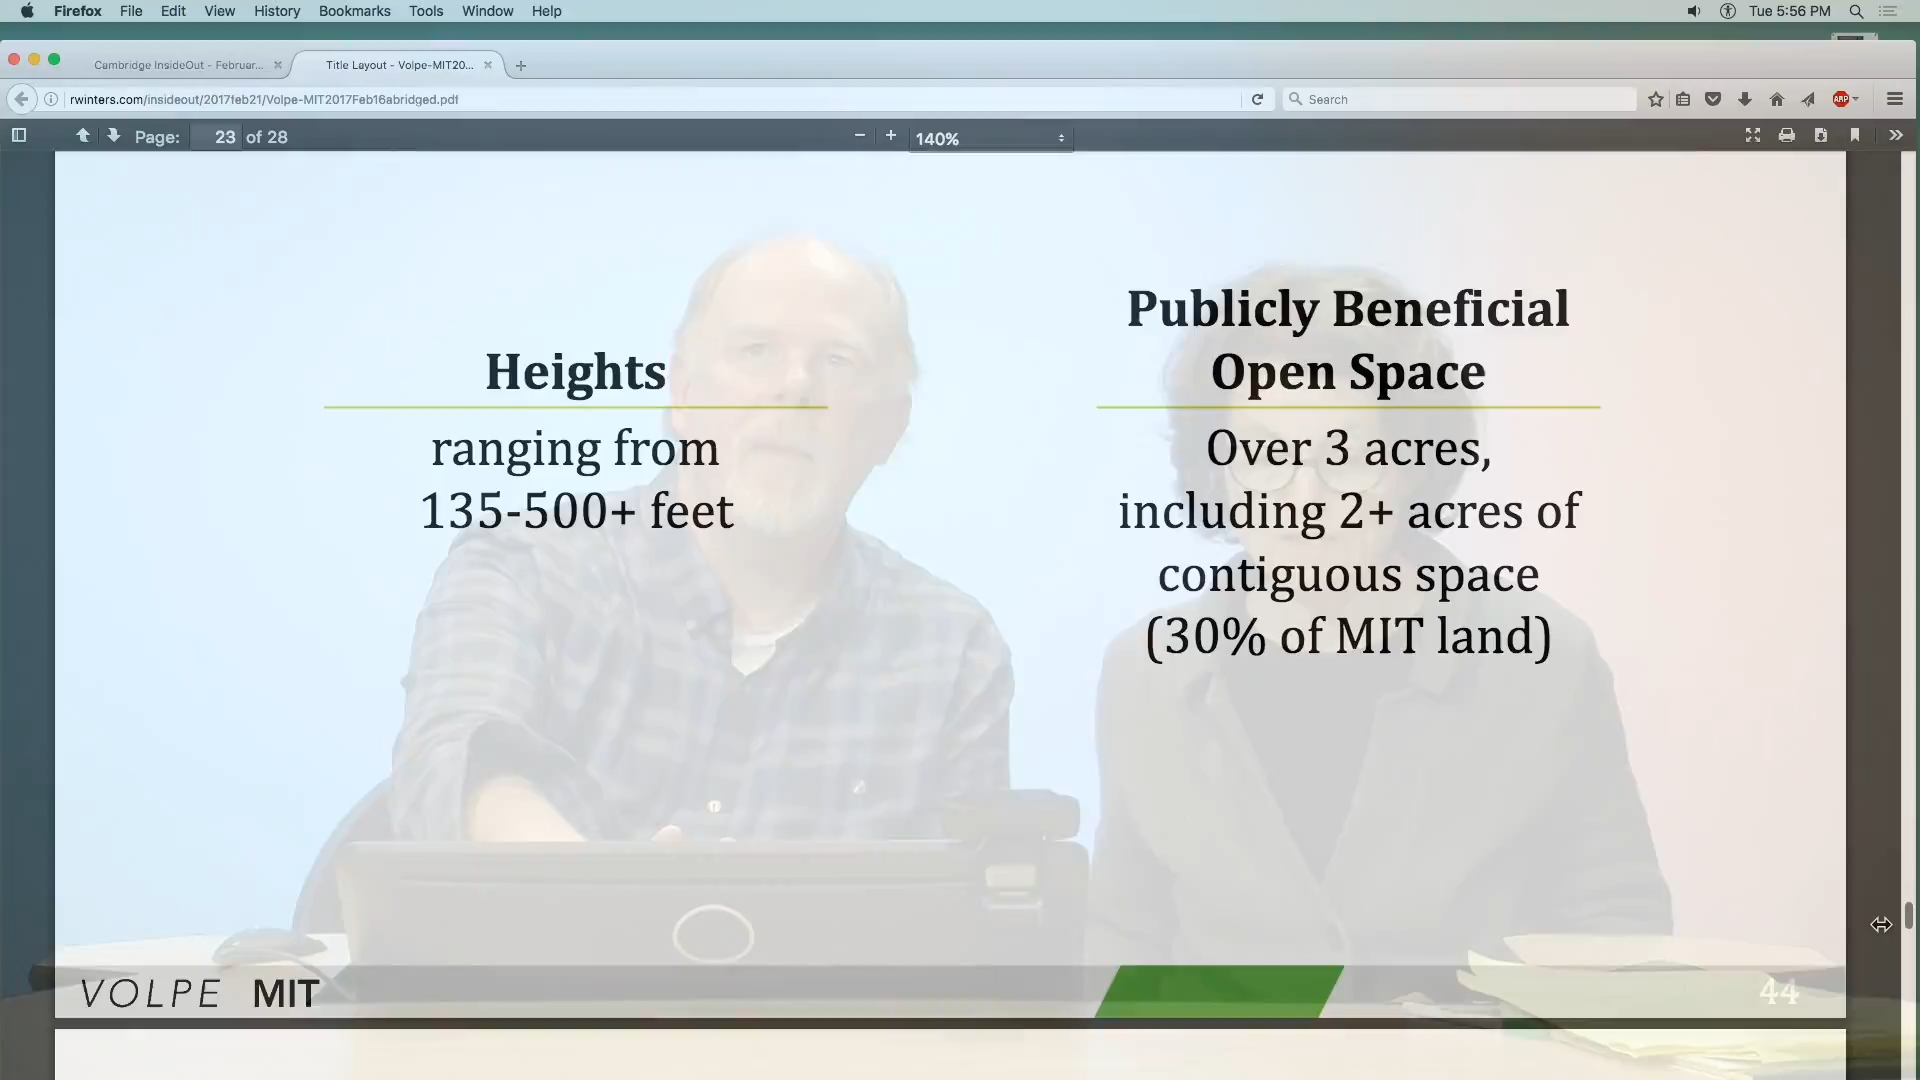 Firefox File Edit View History Bookmarks Tools Window Help Tue 5:56 PM
Cambridge InsideOut - Februar... Title Layout - Volpe-MIT20...
rwinters.com/insideout/2017feb21/Volpe-MIT2017Feb16abridged.pdf Search ABP
Page: 23 of 28 140%
Heights
ranging from
135-500+ feet
Publicly Beneficial
Open Space
Over 3 acres,
including 2+ acres of
contiguous space
(30% of MIT land)
VOLPE MIT 44